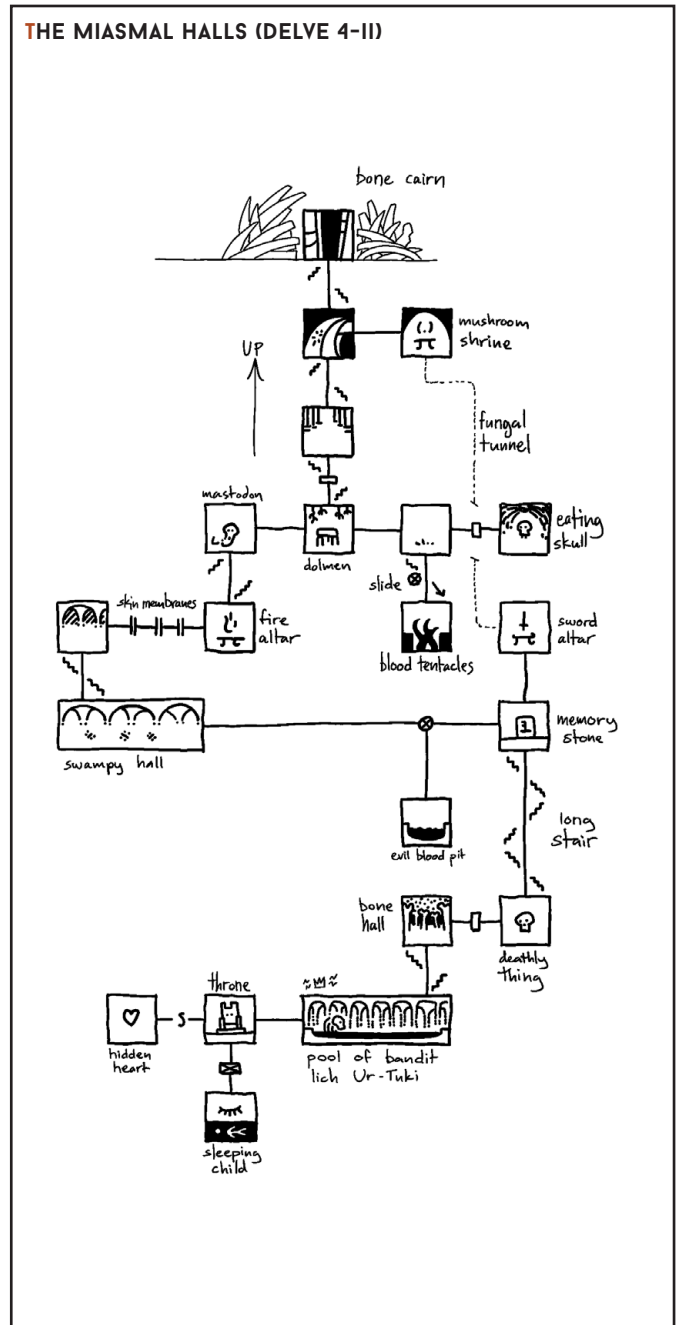 THE MIASMAL HALLS (DELVE 4-II)
bone cairn
mushroom
shrine
UP
fungal
tunnel
mastodon
dolmen
eating
skull
slide
skin membranes
fire
altar
blood tentacles
sword
altar
memory
stone
swampy hall
evil blood pit
long
stair
bone
hall
deathly
thing
throne
S
hidden
heart
pool of bandit
lich Ur-Tuki
sleeping
child